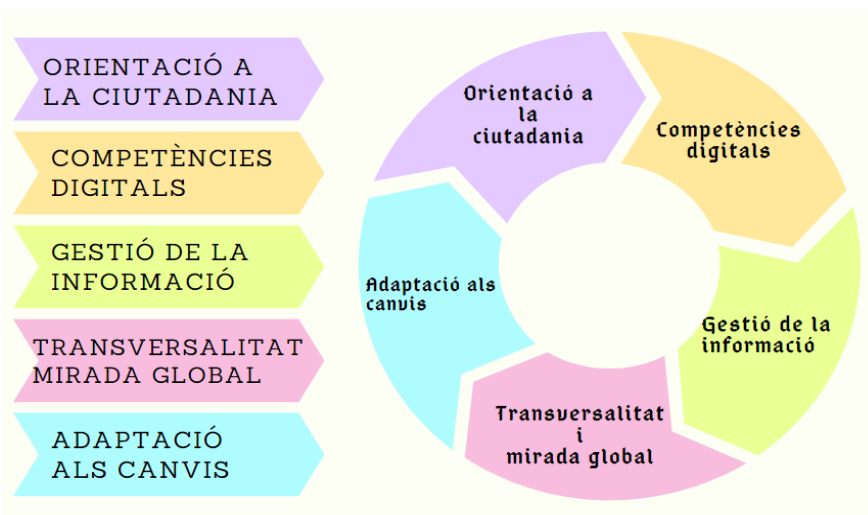 ORIENTACIÓ A
LA CIUTADANIA
COMPETÈNCIES
DIGITALS
GESTIÓ DE LA
INFORMACIÓ
TRANSVERSALITAT
MIRADA GLOBAL
ADAPTACIÓ
ALS CANVIS
Orientació a
la
ciutadania
Competències
digitals
Gestió de la
informació
Transversalitat
i
mirada global
Adaptació als
canvis